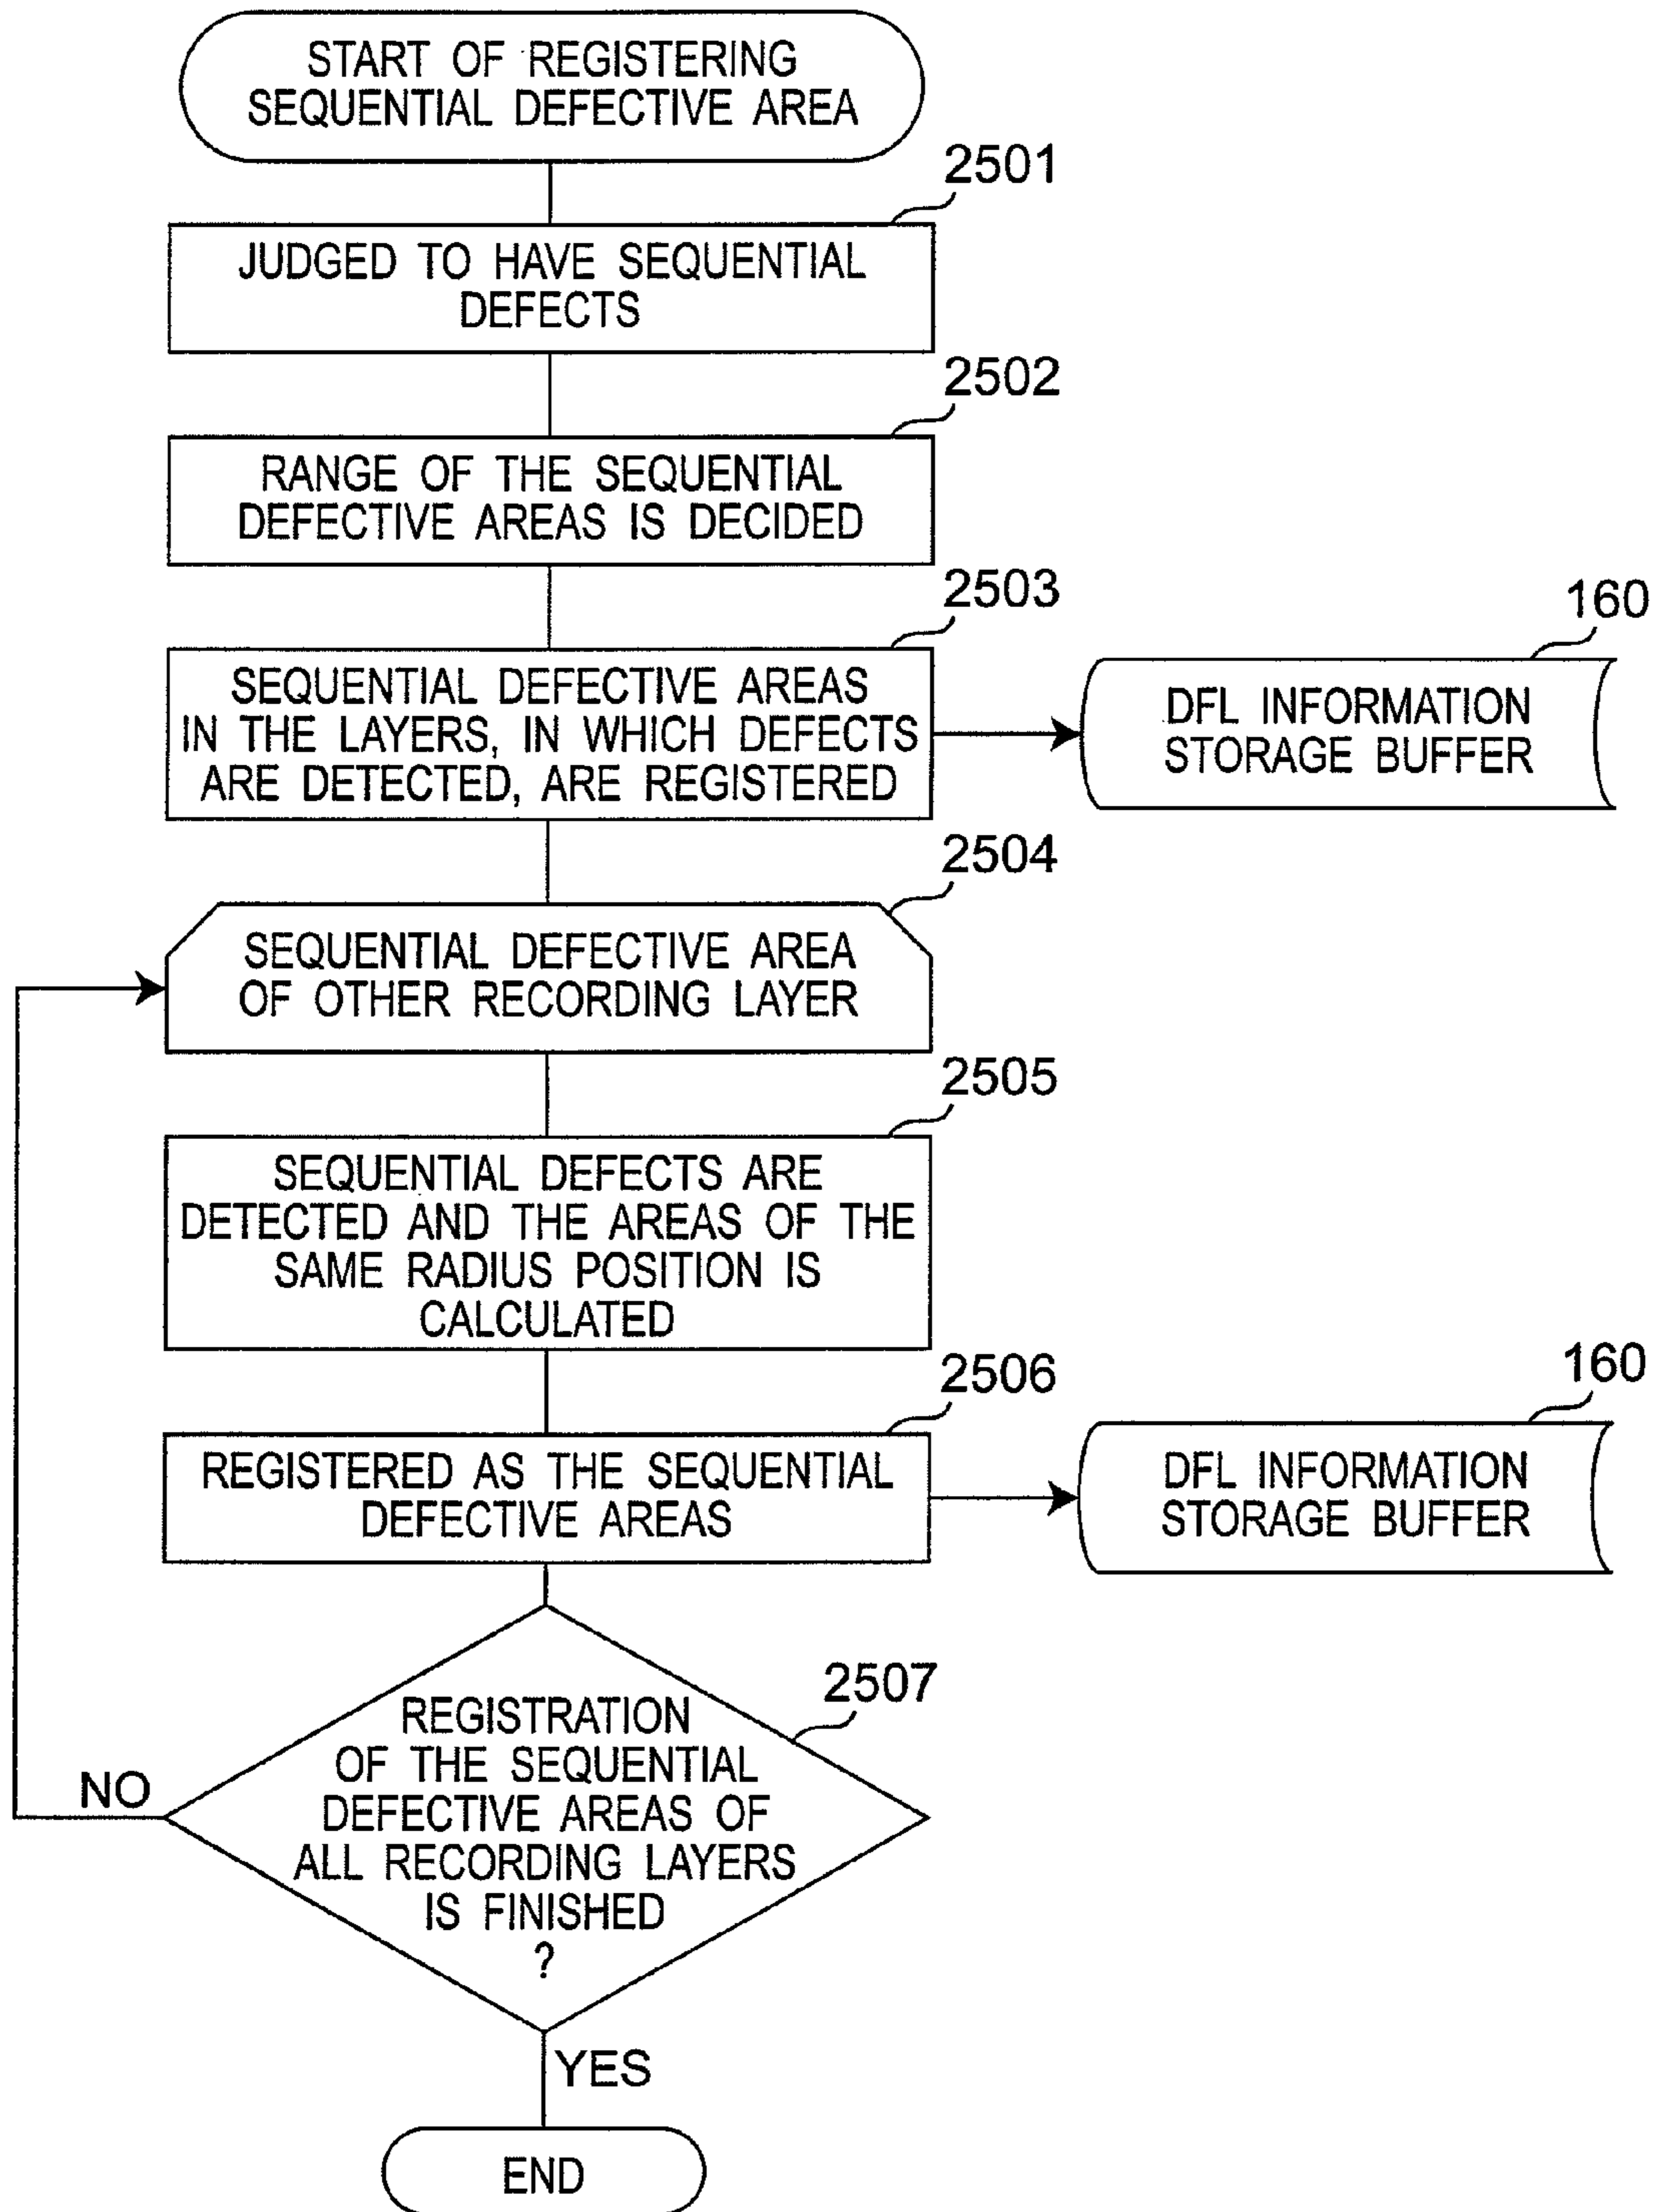 START OF REGISTERING
SEQUENTIAL DEFECTIVE AREA
2501
JUDGED TO HAVE SEQUENTIAL
DEFECTS
2502
RANGE OF THE SEQUENTIAL
DEFECTIVE AREAS IS DECIDED
2503
SEQUENTIAL DEFECTIVE AREAS
IN THE LAYERS, IN WHICH DEFECTS
ARE DETECTED, ARE REGISTERED
160
DFL INFORMATION
STORAGE BUFFER
2504
SEQUENTIAL DEFECTIVE AREA
OF OTHER RECORDING LAYER
2505
SEQUENTIAL DEFECTS ARE
DETECTED AND THE AREAS OF THE
SAME RADIUS POSITION IS
CALCULATED
2506
REGISTERED AS THE SEQUENTIAL
DEFECTIVE AREAS
160
DFL INFORMATION
STORAGE BUFFER
2507
REGISTRATION
OF THE SEQUENTIAL
DEFECTIVE AREAS OF
ALL RECORDING LAYERS
IS FINISHED
?
NO
YES
END